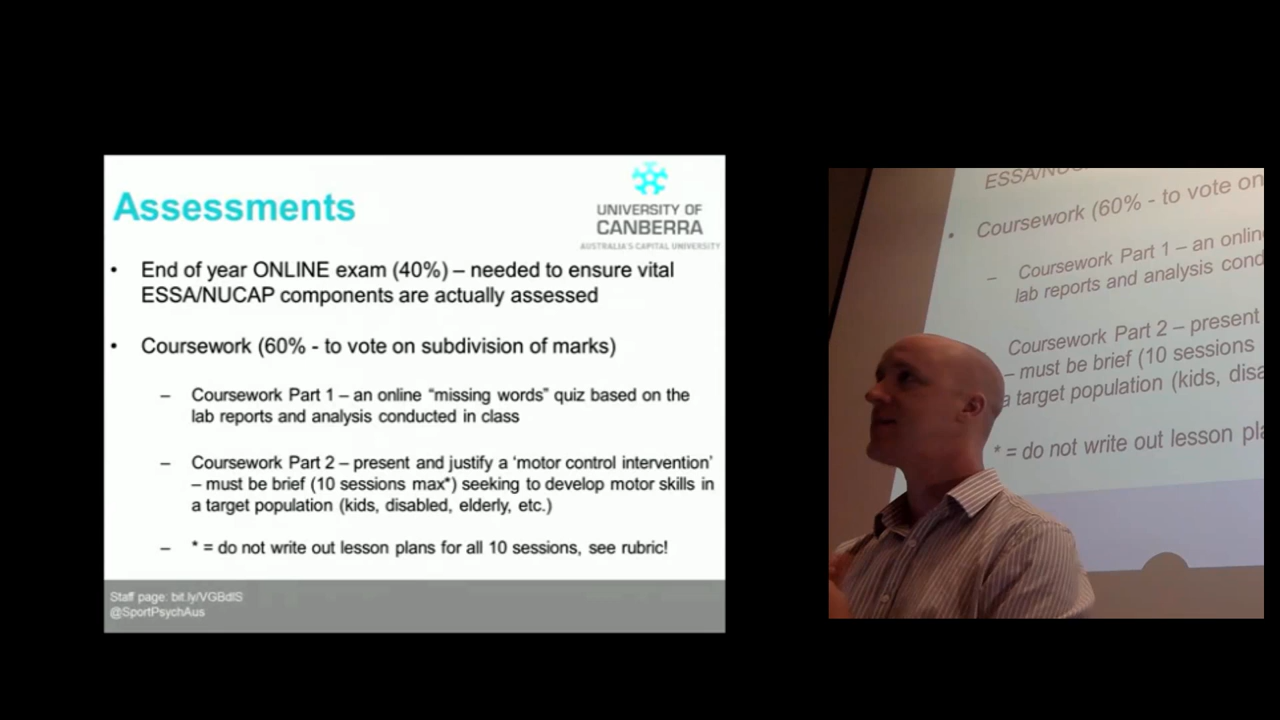 Assessments
UNIVERSITY OF
CANBERRA
AUSTRALIA'S CAPITAL UNIVERSITY
• End of year ONLINE exam (40%) – needed to ensure vital
ESSA/NUCAP components are actually assessed
• Coursework (60% - to vote on subdivision of marks)
– Coursework Part 1 – an online “missing words” quiz based on the
lab reports and analysis conducted in class
– Coursework Part 2 – present and justify a ‘motor control intervention’
– must be brief (10 sessions max*) seeking to develop motor skills in
a target population (kids, disabled, elderly, etc.)
– * = do not write out lesson plans for all 10 sessions, see rubric!
Staff page: bit.ly/VGBdIS
@SportPsychAus
ESSA/NUC
• Coursework (60% - to vote on
– Coursework Part 1 – an onlin
lab reports and analysis cond
Coursework Part 2 – present
– must be brief (10 sessions
a target population (kids, disa
* = do not write out lesson pla